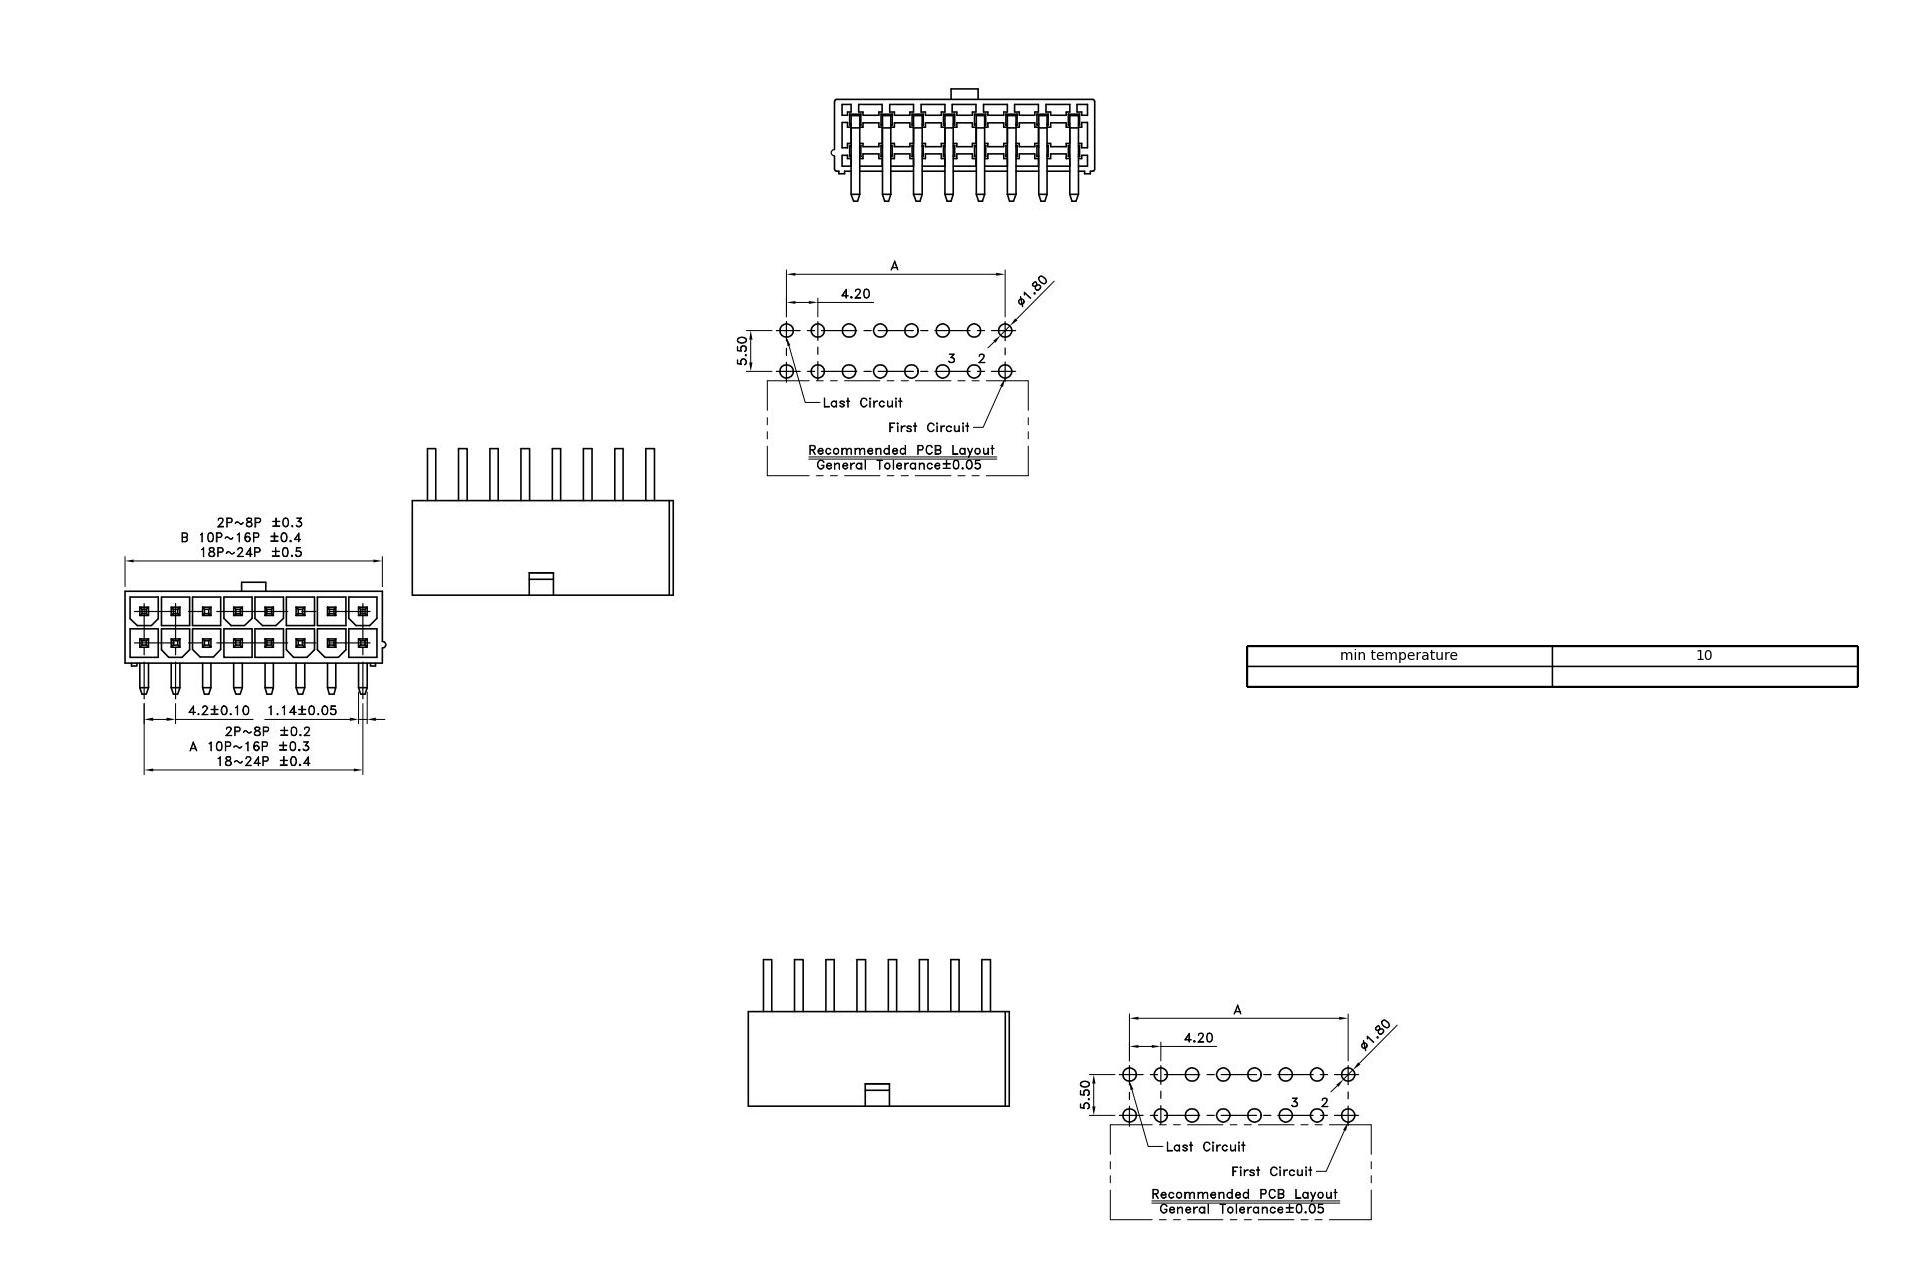 A
4.20
ø1.80
5.50
3 2
Last Circuit
First Circuit
Recommended PCB Layout
General Tolerance±0.05
2P~8P ±0.3
B 10P~16P ±0.4
18P~24P ±0.5
4.2±0.10 1.14±0.05
2P~8P ±0.2
A 10P~16P ±0.3
18~24P ±0.4
min temperature 10
A
4.20
ø1.80
5.50
3 2
Last Circuit
First Circuit
Recommended PCB Layout
General Tolerance±0.05